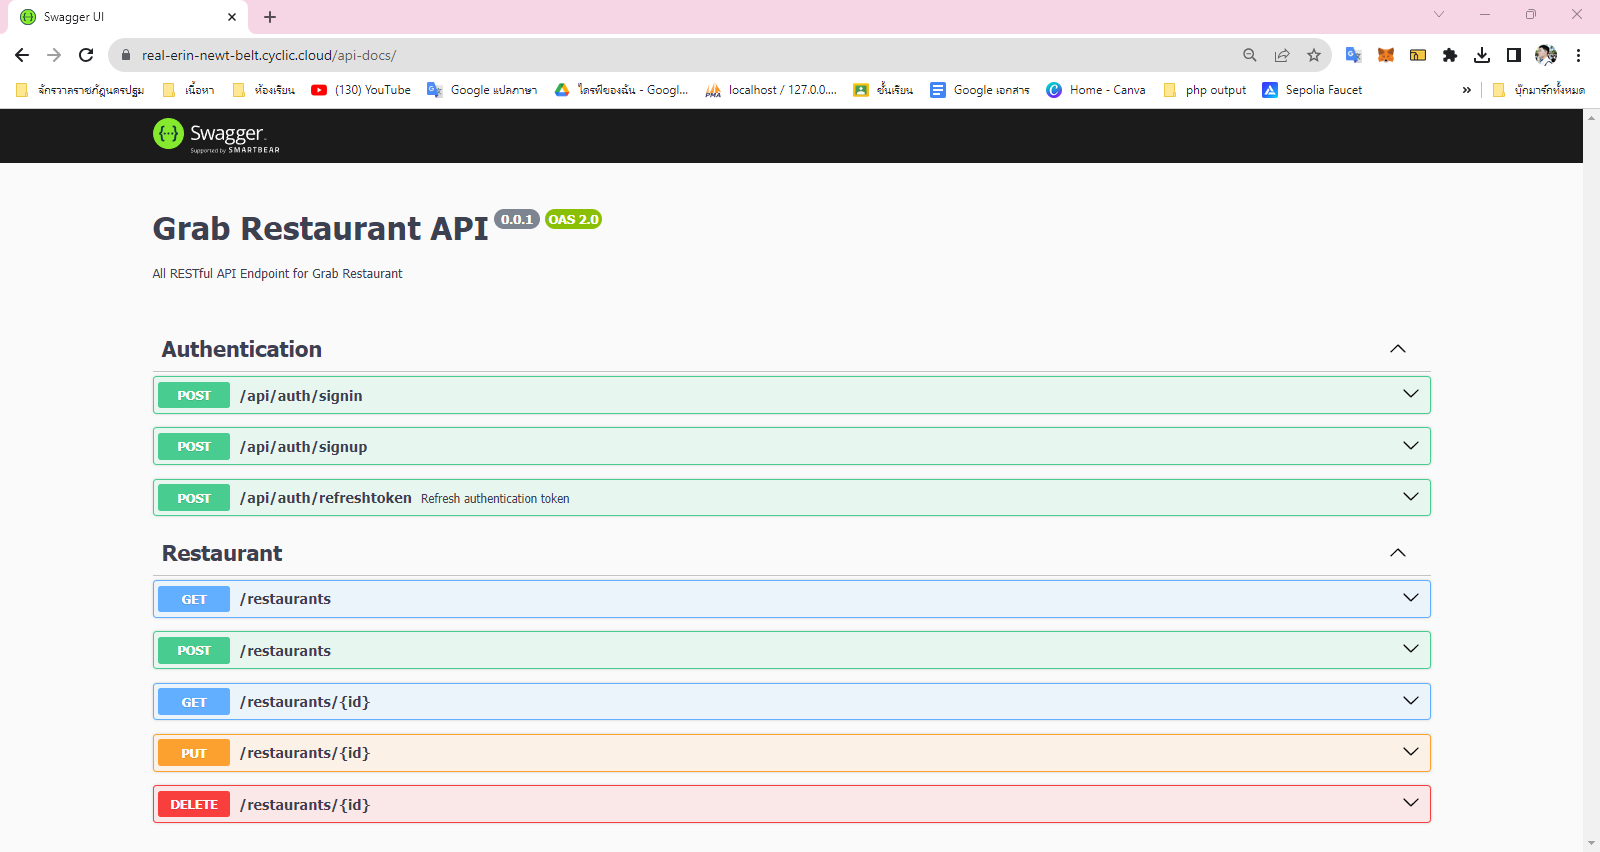 Swagger UI
real-erin-newt-belt.cyclic.cloud/api-docs/
จักรวาลราชภัฏนครปฐม เนื้อหา ห้องเรียน (130) YouTube Google แปลภาษา ไดรฟ์ของฉัน - Googl... localhost / 127.0.0.... ชั้นเรียน Google เอกสาร Home - Canva php output Sepolia Faucet » บุ๊กมาร์กทั้งหมด
Swagger.
Supported by SMARTBEAR
Grab Restaurant API 0.0.1 OAS 2.0
All RESTful API Endpoint for Grab Restaurant
Authentication
POST /api/auth/signin
POST /api/auth/signup
POST /api/auth/refreshtoken Refresh authentication token
Restaurant
GET /restaurants
POST /restaurants
GET /restaurants/{id}
PUT /restaurants/{id}
DELETE /restaurants/{id}